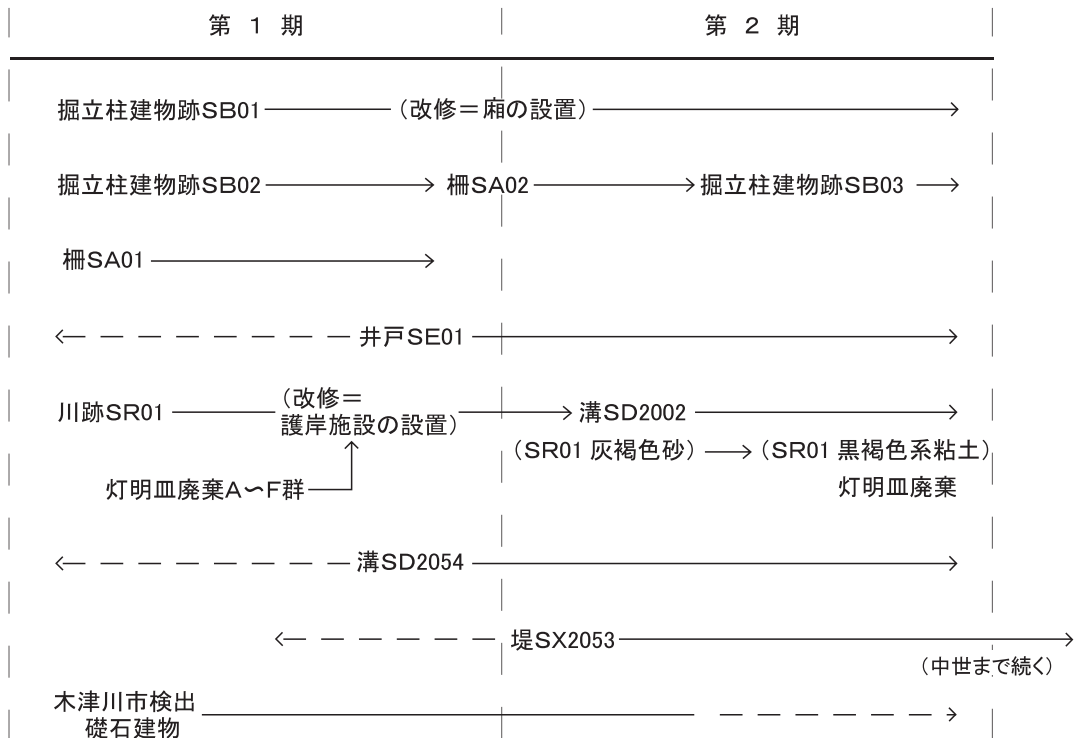 第 1 期
第 2 期
掘立柱建物跡SB01
(改修＝廂の設置)
掘立柱建物跡SB02
柵SA02
掘立柱建物跡SB03
柵SA01
井戸SE01
川跡SR01
(改修＝
護岸施設の設置)
溝SD2002
(SR01 灰褐色砂)
(SR01 黒褐色系粘土)
灯明皿廃棄A〜F群
灯明皿廃棄
溝SD2054
堤SX2053
(中世まで続く)
木津川市検出
礎石建物